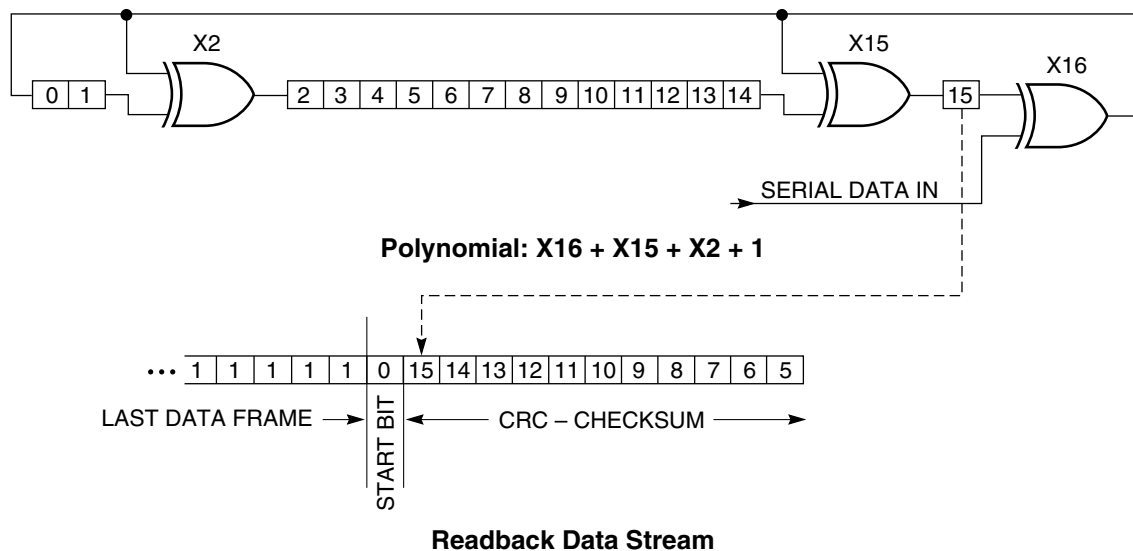 X2
X15
X16
0 1
2 3 4 5 6 7 8 9 10 11 12 13 14
15
SERIAL DATA IN
Polynomial: X16 + X15 + X2 + 1
••• 1 1 1 1 1 0 15 14 13 12 11 10 9 8 7 6 5
LAST DATA FRAME
START BIT
CRC – CHECKSUM
Readback Data Stream